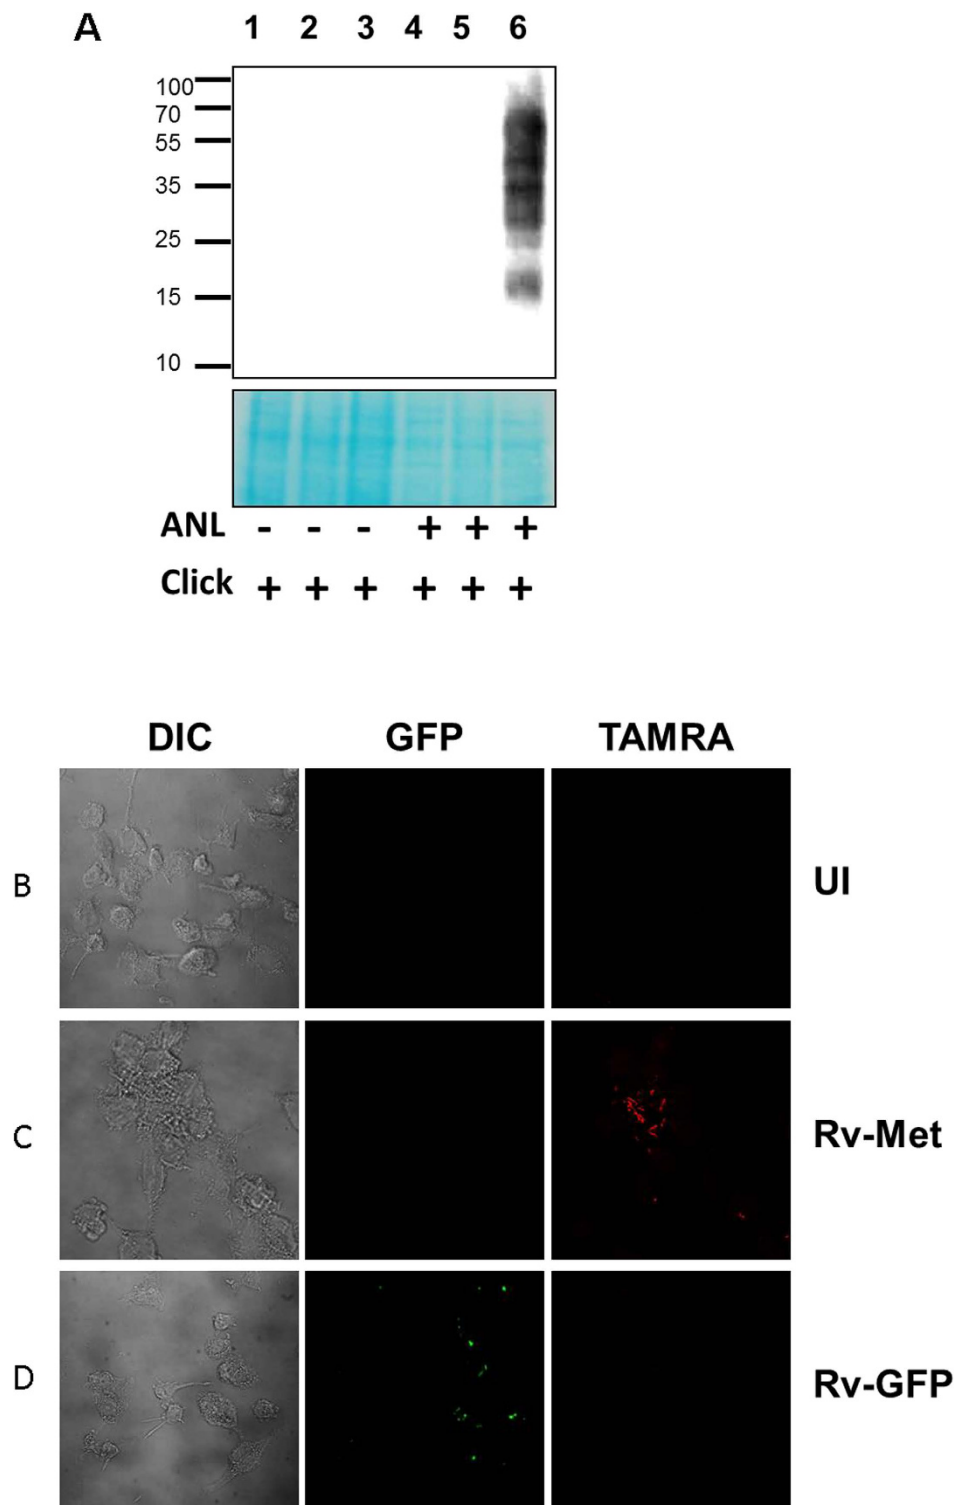 A 1 2 3 4 5 6
100
70
55
35
25
15
10
ANL - - - + + +
Click + + + + + +
DIC GFP TAMRA
B UI
C Rv-Met
D Rv-GFP